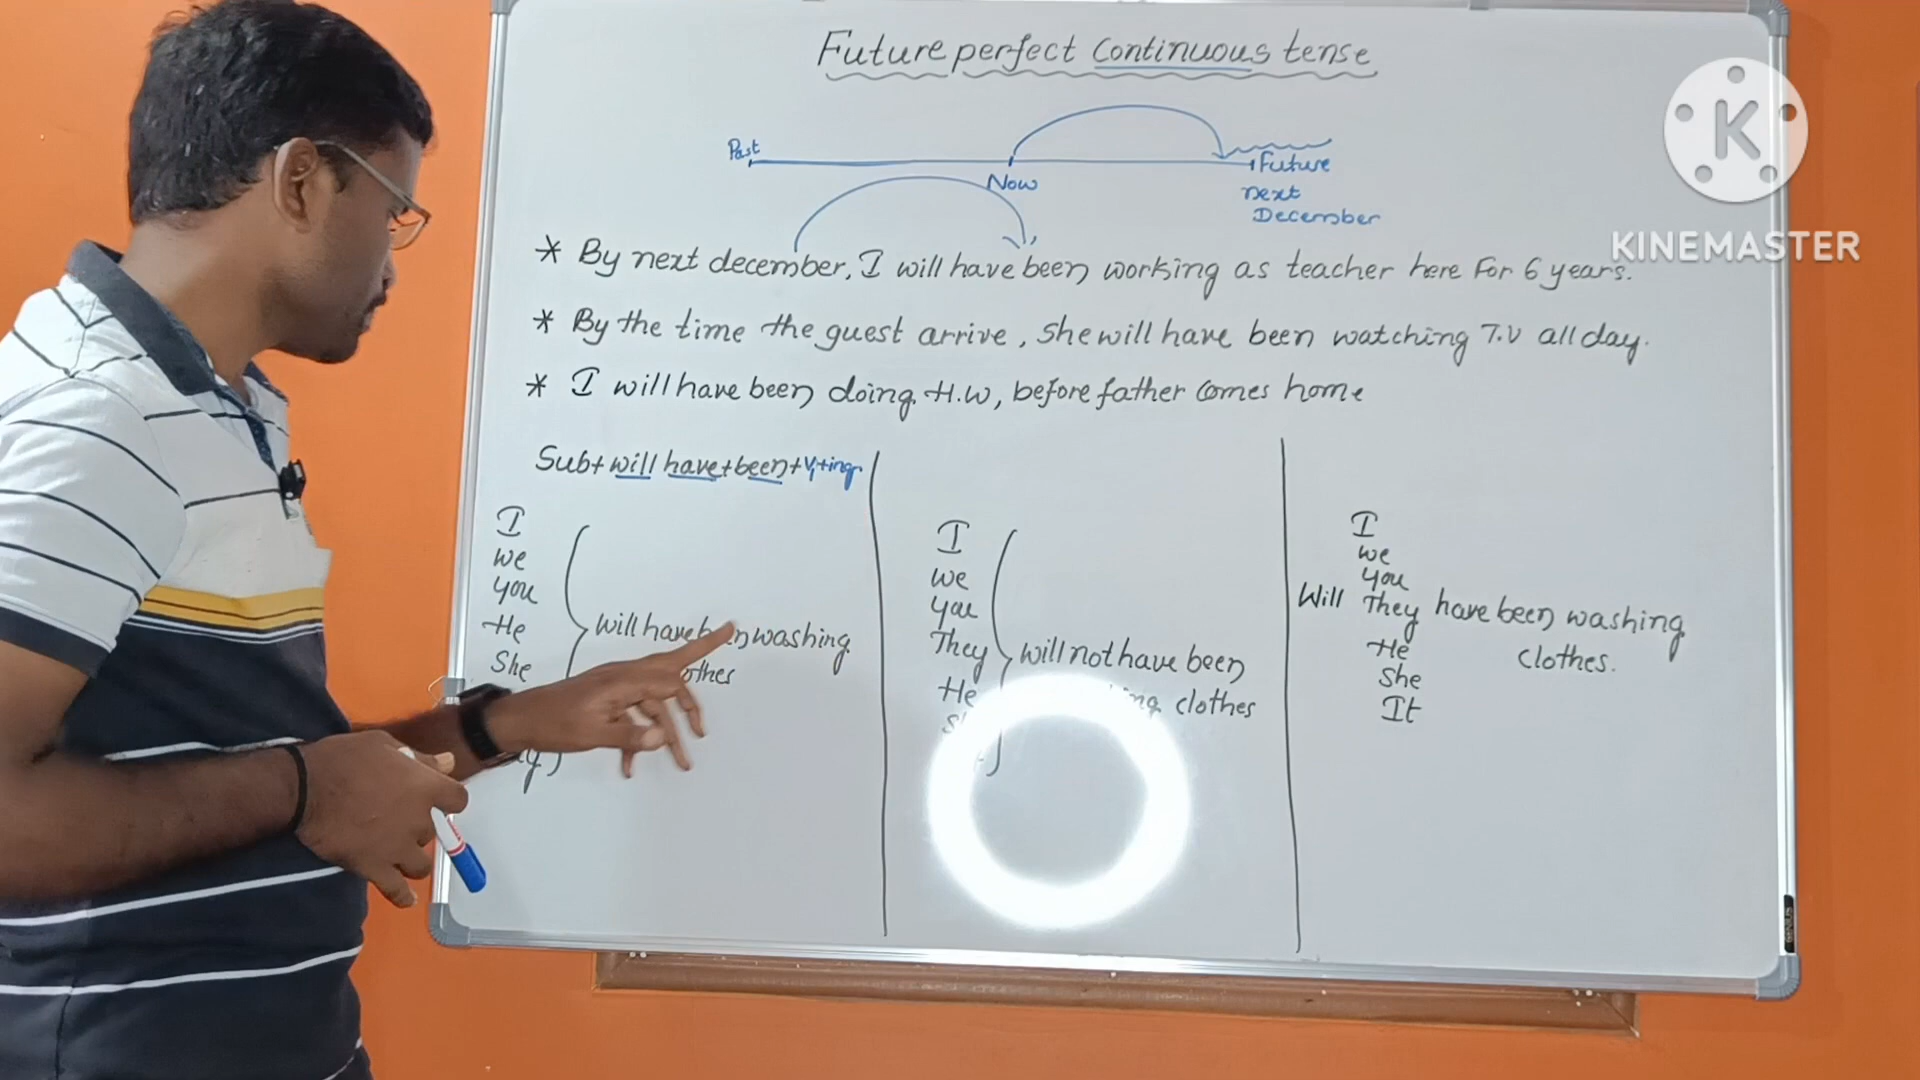 Future perfect continuous tense
K
Past
Now
Future
next
December
KINEMASTER
* By next december, I will have been working as teacher here For 6 years.
* By the time the guest arrive, She will have been watching T.V all day.
* I will have been doing H.W, before father comes home
Sub+ will have+been+V1+ing.
I
we
you
He
She
will have been washing
I
we
you
They
He
will not have been
clothes
I
we
you
Will They have been washing
He clothes.
She
It